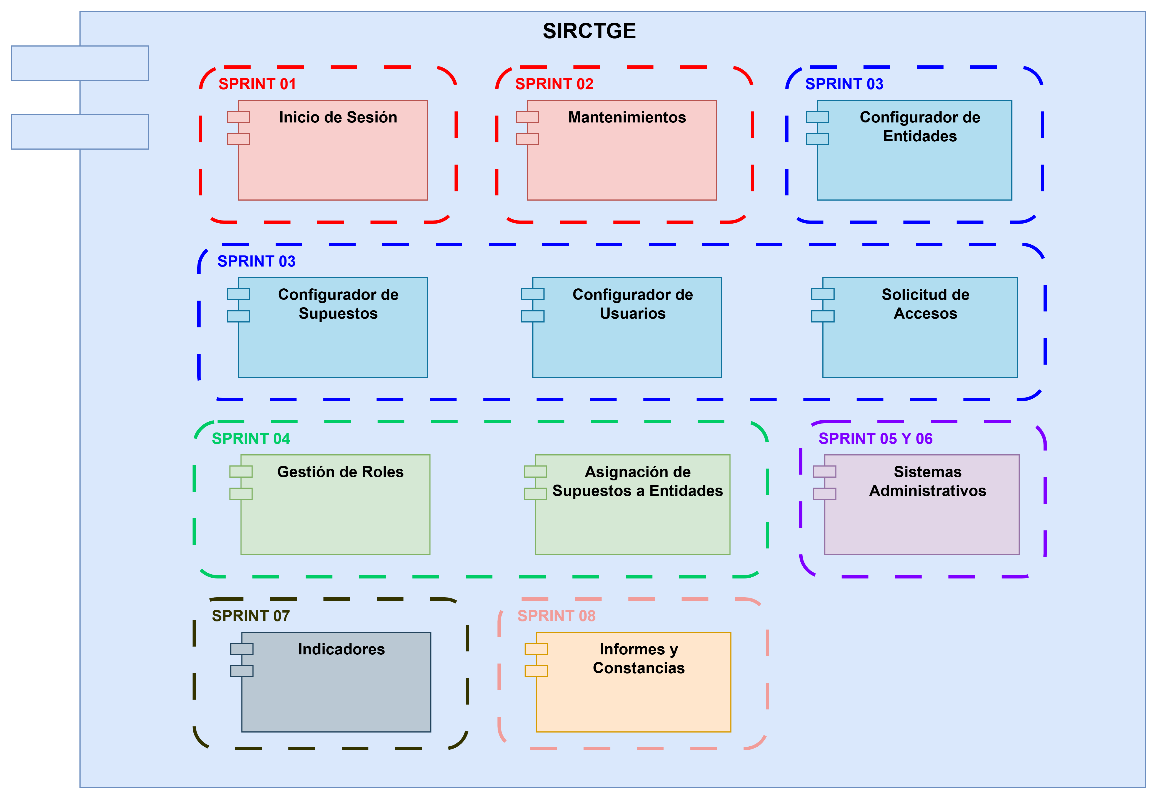 SIRCTGE
SPRINT 01
Inicio de Sesión
SPRINT 02
Mantenimientos
SPRINT 03
Configurador de
Entidades
SPRINT 03
Configurador de
Supuestos
Configurador de
Usuarios
Solicitud de
Accesos
SPRINT 04
Gestión de Roles
Asignación de
Supuestos a Entidades
SPRINT 05 Y 06
Sistemas
Administrativos
SPRINT 07
Indicadores
SPRINT 08
Informes y
Constancias